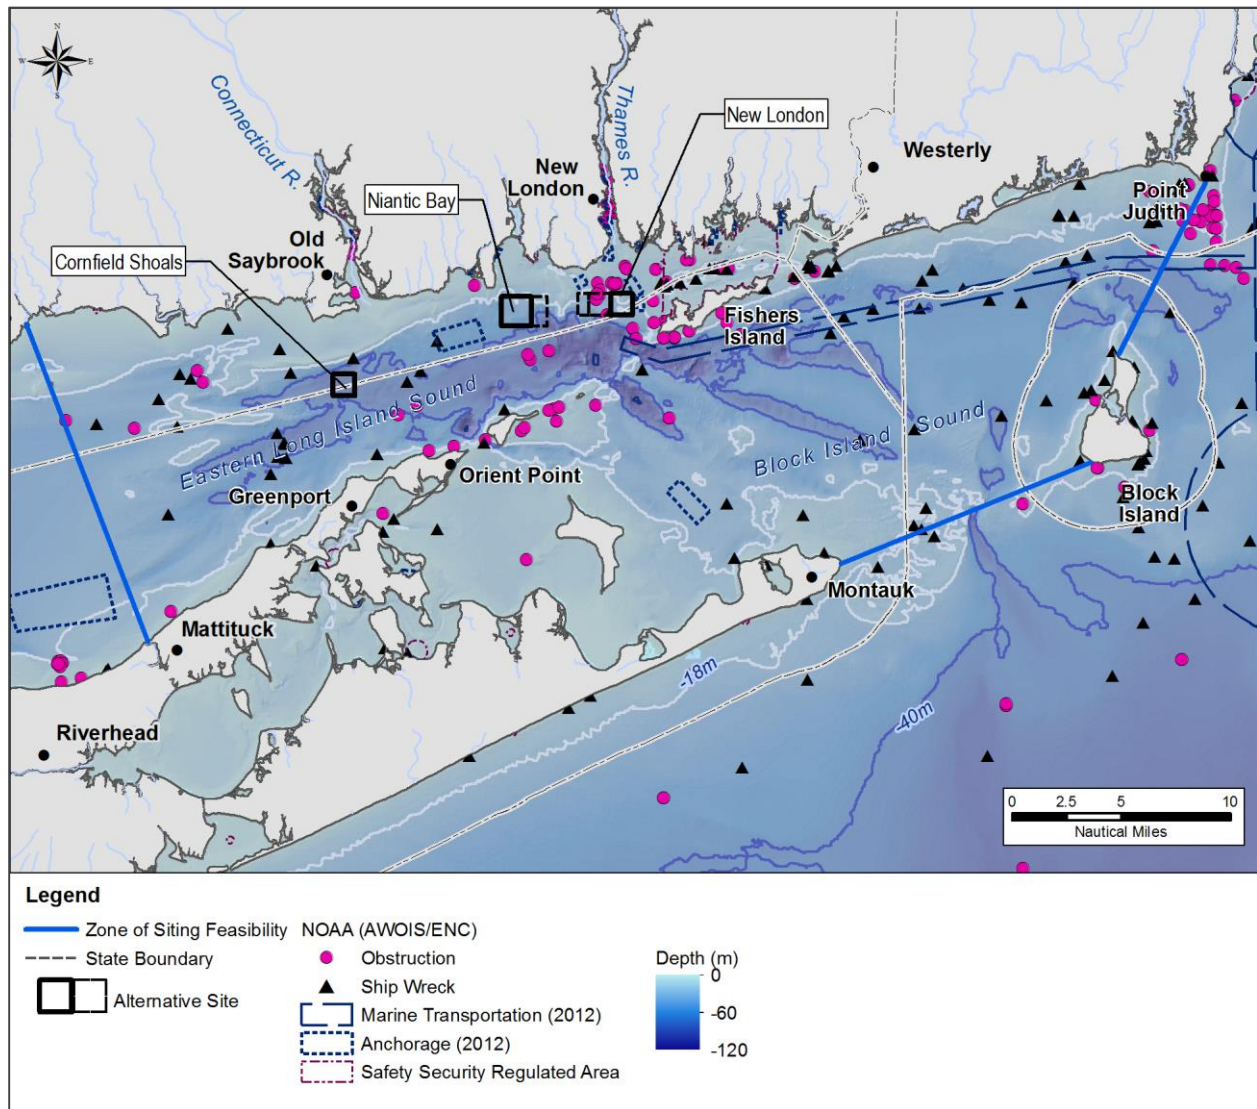 N
W
E
S
Connecticut R.
Thames R.
New London
New
London
Westerly
Niantic Bay
Point
Judith
Old
Saybrook
Cornfield Shoals
Fishers
Island
Eastern Long Island Sound
Block Island Sound
Orient Point
Greenport
Block
Island
Montauk
Mattituck
-18m
-40m
Riverhead
0 2.5 5 10
Nautical Miles
Legend
Zone of Siting Feasibility
State Boundary
Alternative Site
NOAA (AWOIS/ENC)
Obstruction
Ship Wreck
Marine Transportation (2012)
Anchorage (2012)
Safety Security Regulated Area
Depth (m)
0
-60
-120